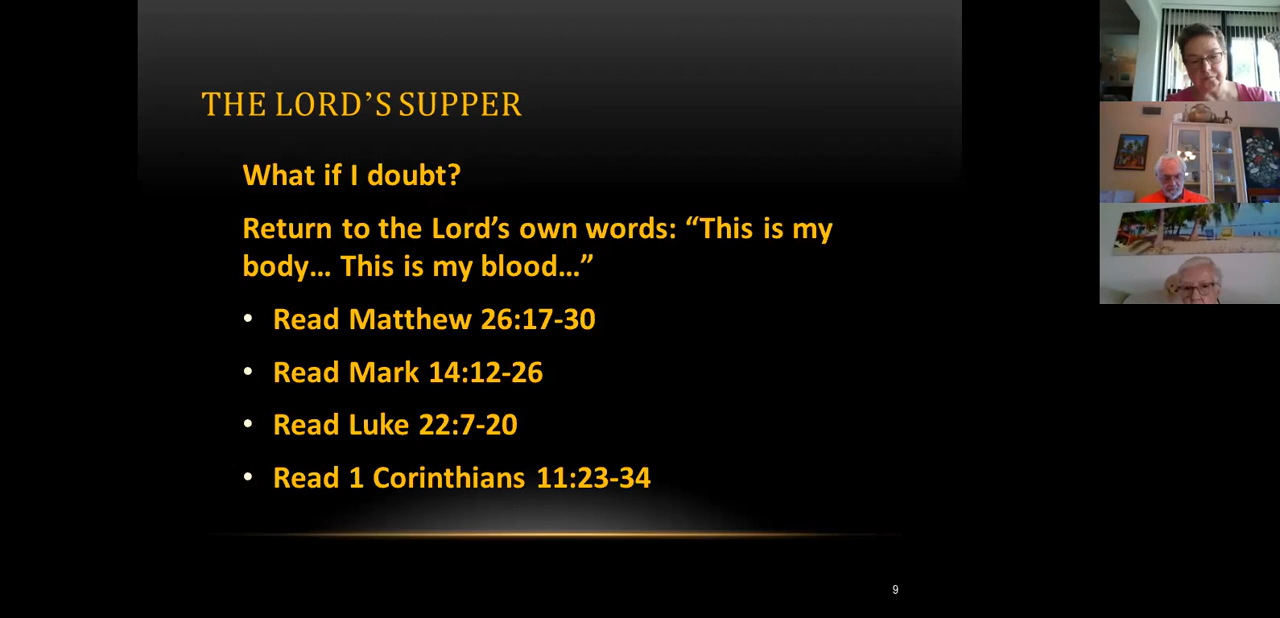 THE LORD’S SUPPER
What if I doubt?
Return to the Lord’s own words: “This is my
body… This is my blood…”
• Read Matthew 26:17-30
• Read Mark 14:12-26
• Read Luke 22:7-20
• Read 1 Corinthians 11:23-34
9